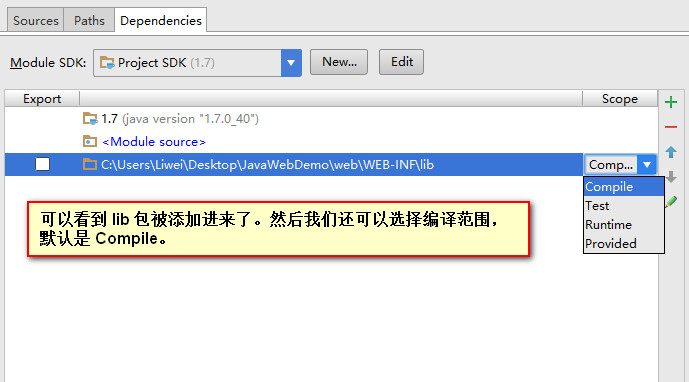 Sources Paths Dependencies
Module SDK: Project SDK (1.7) New... Edit
Export Scope
1.7 (java version "1.7.0_40")
<Module source>
C:\Users\Liwei\Desktop\JavaWebDemo\web\WEB-INF\lib Comp...
Compile
Test
Runtime
Provided
可以看到 lib 包被添加进来了。然后我们还可以选择编译范围，
默认是 Compile。